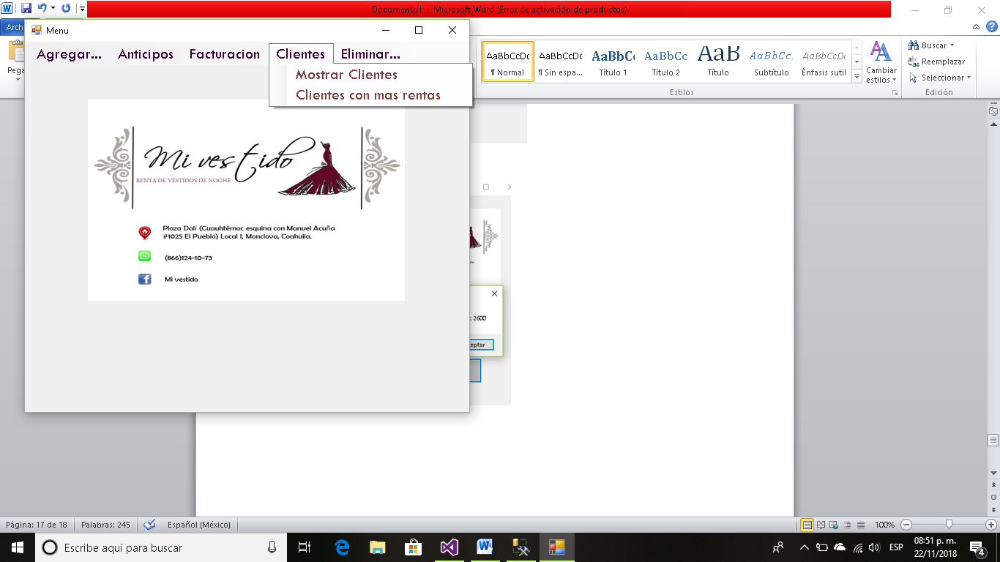 Documento1 - Microsoft Word (Error de activación de productos)
Arch
Menu
Agregar... Anticipos Facturacion Clientes Eliminar...
Mostrar Clientes
Clientes con mas rentas
Mi vestido
RENTA DE VESTIDOS DE NOCHE
Plaza Dalí (Cuauhtémoc esquina con Manuel Acuña
#1025 El Pueblo) Local I, Monclova, Coahuila.
(866)124-10-73
Mi vestido
Pega
AaBbCcDc AaBbCcDc AaBbC AaBbCc AaB AaBbCc. AaBbCcDc
¶ Normal ¶ Sin espa... Título 1 Título 2 Título Subtítulo Énfasis sutil
Cambiar
estilos
Estilos
Buscar
Reemplazar
Seleccionar
Edición
: 2600
eptar
Página: 17 de 18 Palabras: 245 Español (México) 100%
Escribe aquí para buscar
ESP
08:51 p. m.
22/11/2018
4